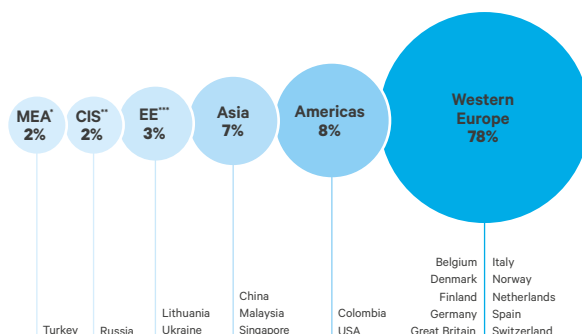 MEA*
2%
CIS**
2%
EE***
3%
Asia
7%
Americas
8%
Western
Europe
78%
Turkey
Russia
Lithuania
Ukraine
China
Malaysia
Singapore
Colombia
USA
Belgium
Denmark
Finland
Germany
Great Britain
Italy
Norway
Netherlands
Spain
Switzerland